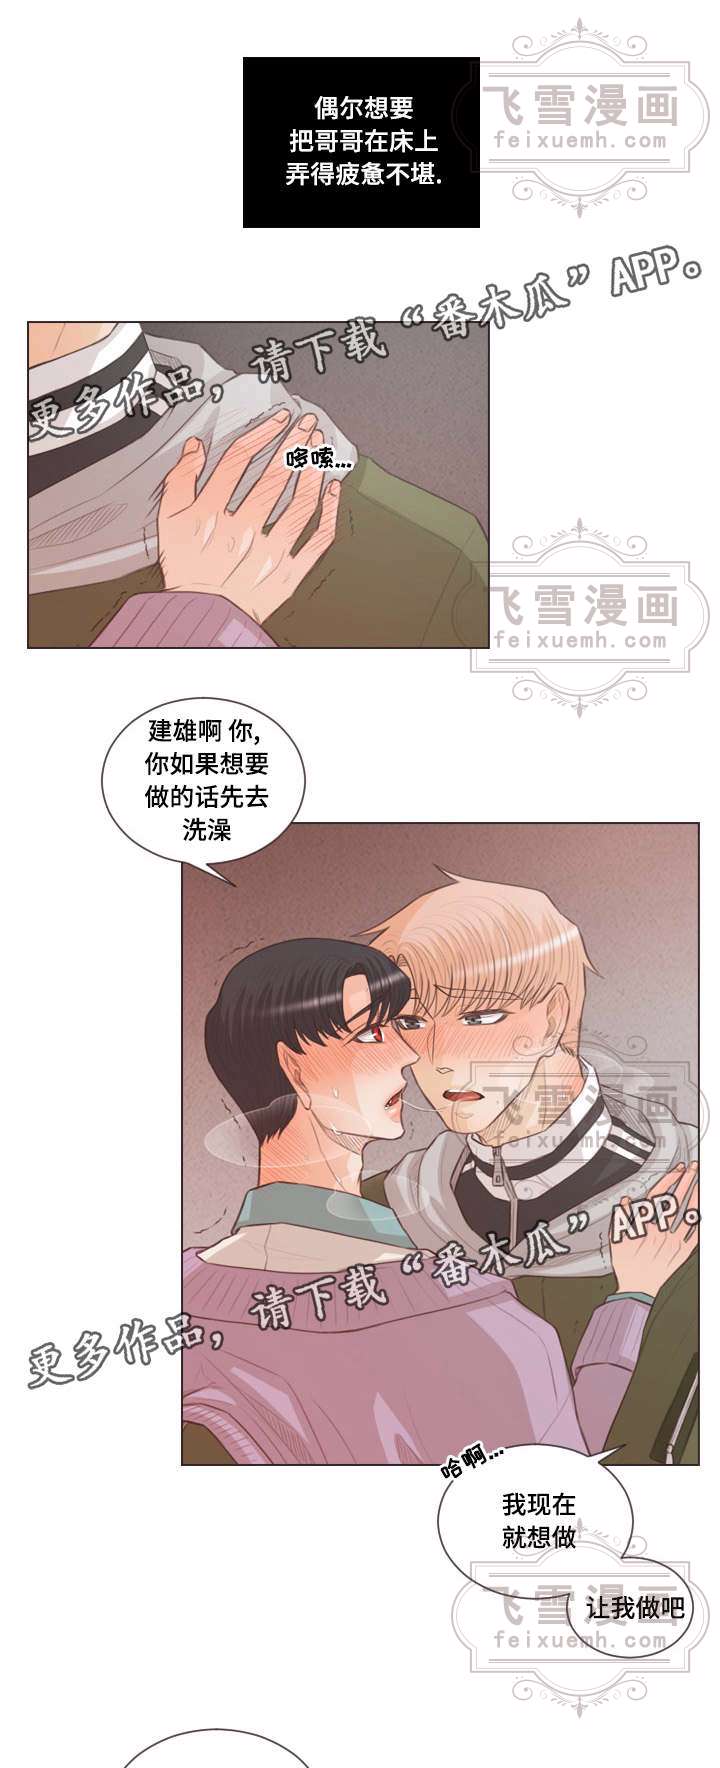 飞雪漫画
feixuemh.com
偶尔想要
把哥哥在床上
弄得疲惫不堪.
更多作品，请下载“番木瓜”APP。
哆嗦...
飞雪漫画
feixuemh.com
建雄啊 你,
你如果想要
做的话先去
洗澡
飞雪漫画
feixuemh.com
更多作品，请下载“番木瓜”APP。
哈啊...
我现在
就想做
让我做吧
飞雪漫画
feixuemh.com